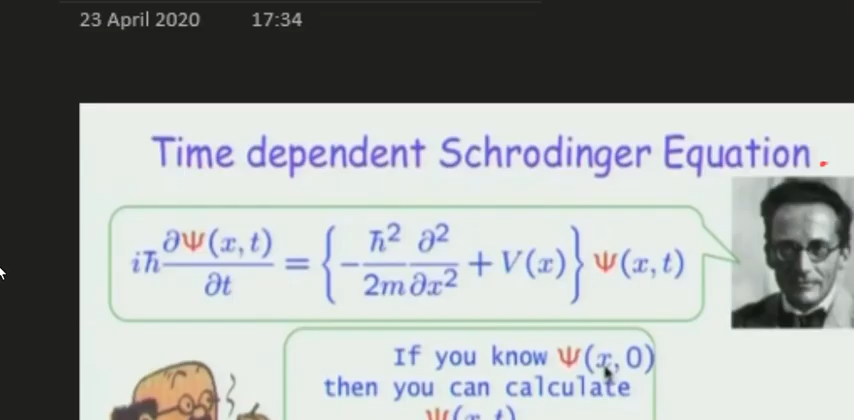 23 April 2020 17:34
Time dependent Schrodinger Equation.
iħ ∂Ψ(x,t)/∂t = {-ħ²/2m ∂²/∂x² + V(x)} Ψ(x,t)
If you know Ψ(x,0)
then you can calculate
Ψ(x,t)